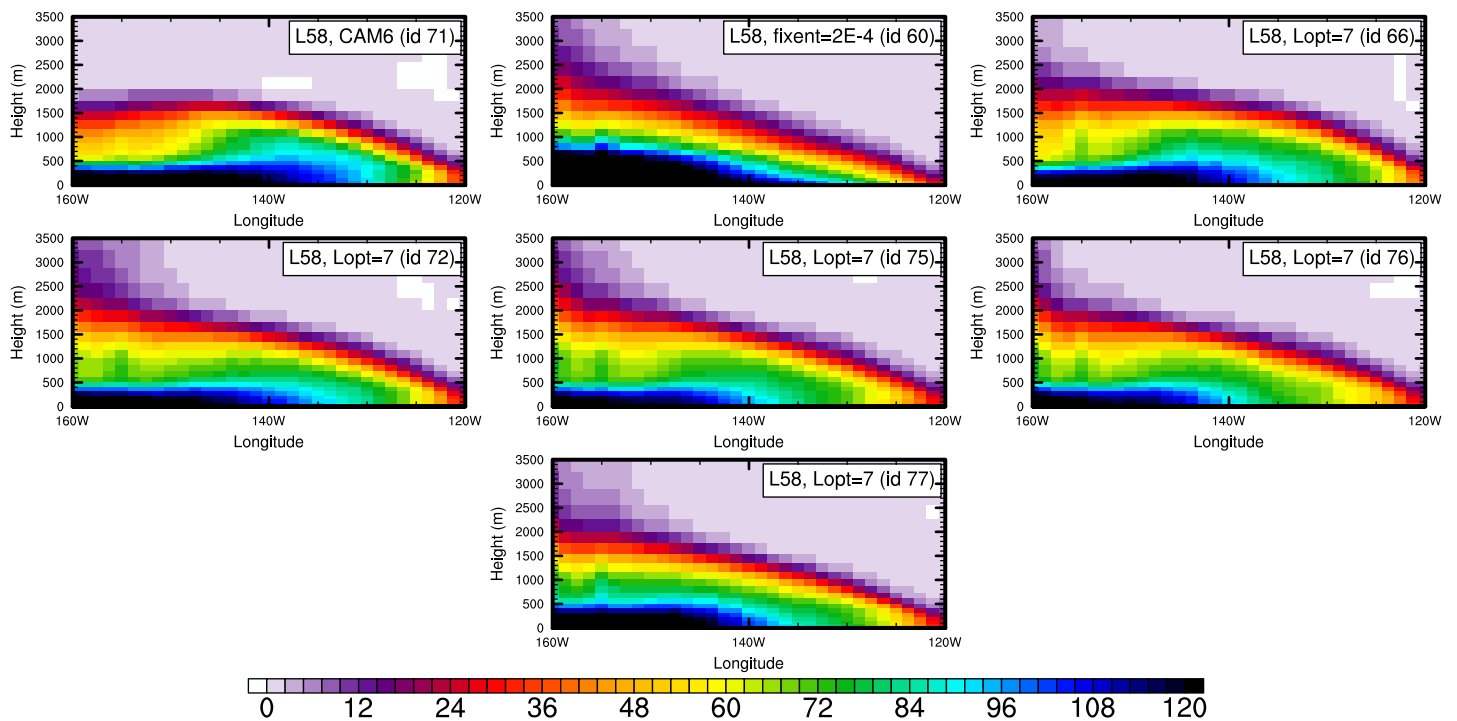 L58, CAM6 (id 71)
3500
3000
2500
2000
1500
1000
500
0
Height (m)
160W 140W 120W
Longitude
L58, fixent=2E-4 (id 60)
3500
3000
2500
2000
1500
1000
500
0
Height (m)
160W 140W 120W
Longitude
L58, Lopt=7 (id 66)
3500
3000
2500
2000
1500
1000
500
0
Height (m)
160W 140W 120W
Longitude
L58, Lopt=7 (id 72)
3500
3000
2500
2000
1500
1000
500
0
Height (m)
160W 140W 120W
Longitude
L58, Lopt=7 (id 75)
3500
3000
2500
2000
1500
1000
500
0
Height (m)
160W 140W 120W
Longitude
L58, Lopt=7 (id 76)
3500
3000
2500
2000
1500
1000
500
0
Height (m)
160W 140W 120W
Longitude
L58, Lopt=7 (id 77)
3500
3000
2500
2000
1500
1000
500
0
Height (m)
160W 140W 120W
Longitude
0 12 24 36 48 60 72 84 96 108 120